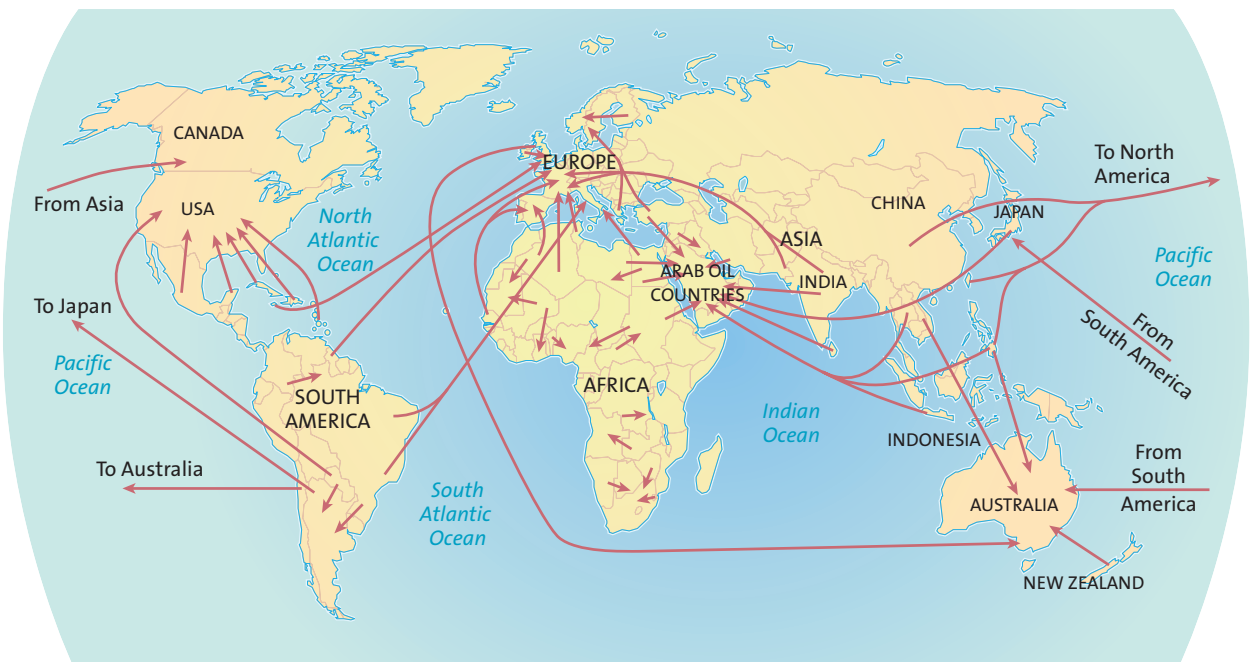 CANADA
From Asia
USA
North
Atlantic
Ocean
To Japan
Pacific
Ocean
SOUTH
AMERICA
To Australia
South
Atlantic
Ocean
EUROPE
ASIA
CHINA
JAPAN
To North
America
Pacific
Ocean
ARAB OIL
COUNTRIES
INDIA
From
South America
AFRICA
Indian
Ocean
INDONESIA
From
South
America
AUSTRALIA
NEW ZEALAND